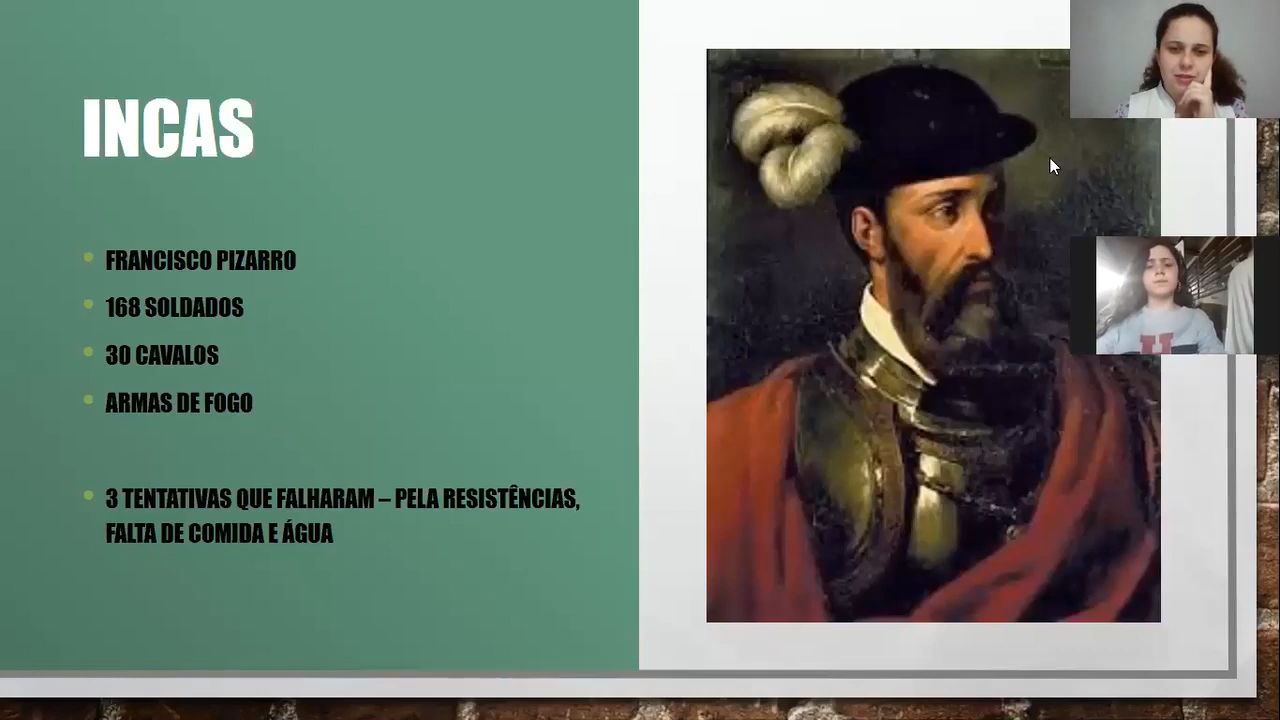 INCAS
FRANCISCO PIZARRO
168 SOLDADOS
30 CAVALOS
ARMAS DE FOGO
3 TENTATIVAS QUE FALHARAM – PELA RESISTÊNCIAS,
FALTA DE COMIDA E ÁGUA
H